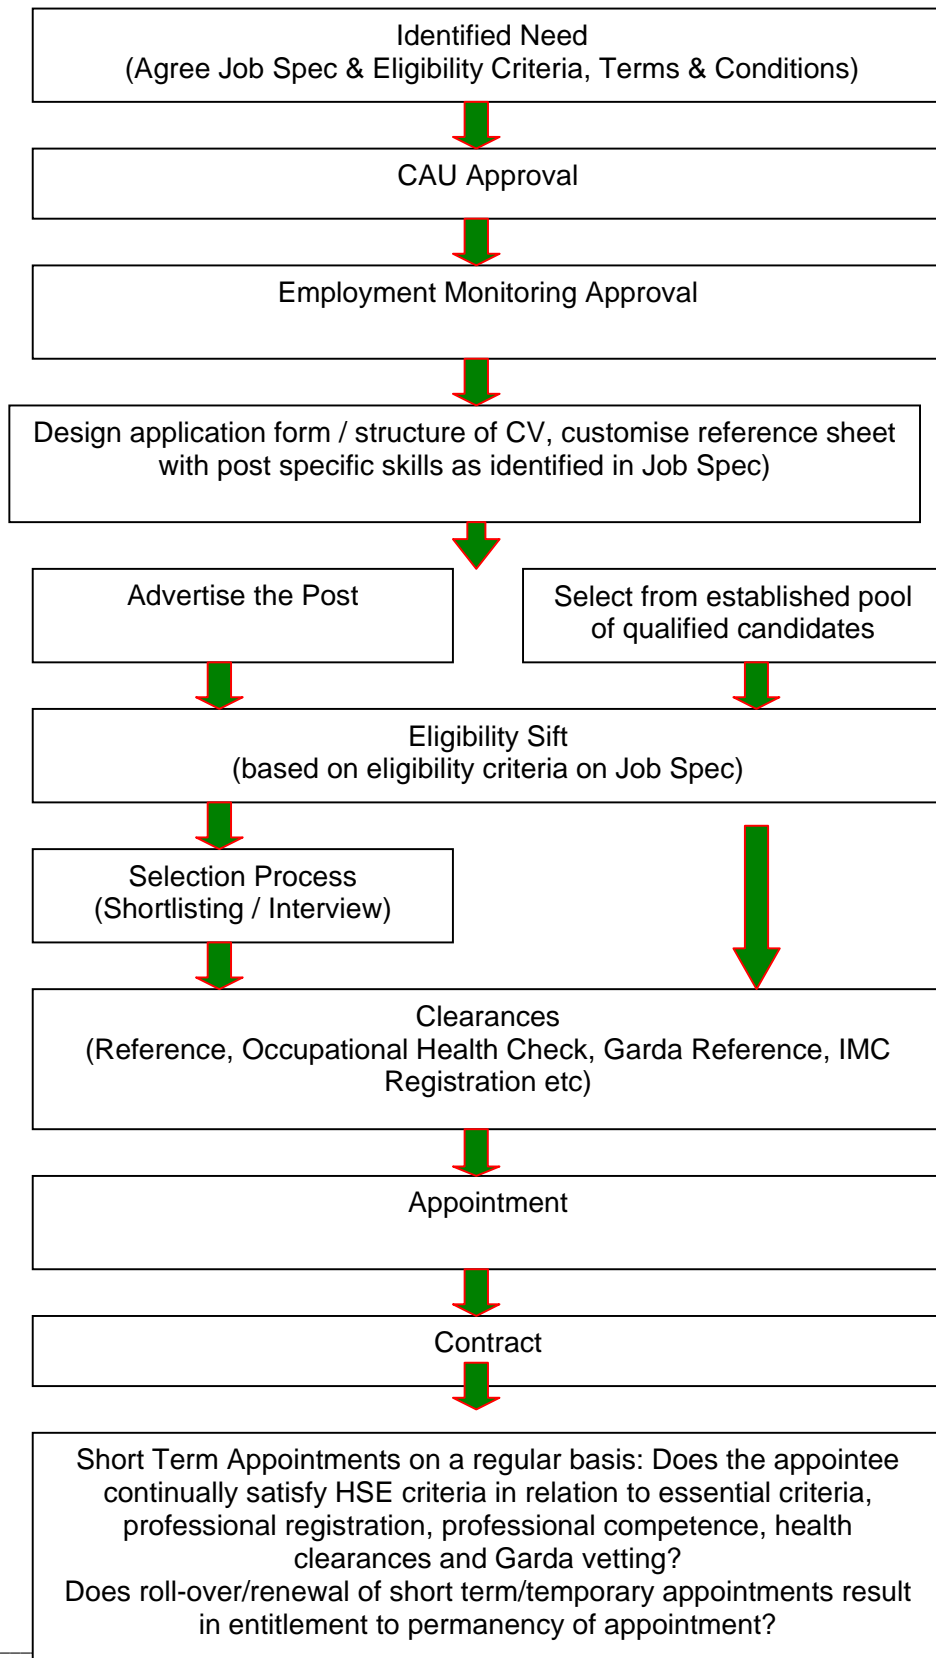 Identified Need
(Agree Job Spec & Eligibility Criteria, Terms & Conditions)
CAU Approval
Employment Monitoring Approval
Design application form / structure of CV, customise reference sheet
with post specific skills as identified in Job Spec)
Advertise the Post
Select from established pool
of qualified candidates
Eligibility Sift
(based on eligibility criteria on Job Spec)
Selection Process
(Shortlisting / Interview)
Clearances
(Reference, Occupational Health Check, Garda Reference, IMC
Registration etc)
Appointment
Contract
Short Term Appointments on a regular basis: Does the appointee
continually satisfy HSE criteria in relation to essential criteria,
professional registration, professional competence, health
clearances and Garda vetting?
Does roll-over/renewal of short term/temporary appointments result
in entitlement to permanency of appointment?